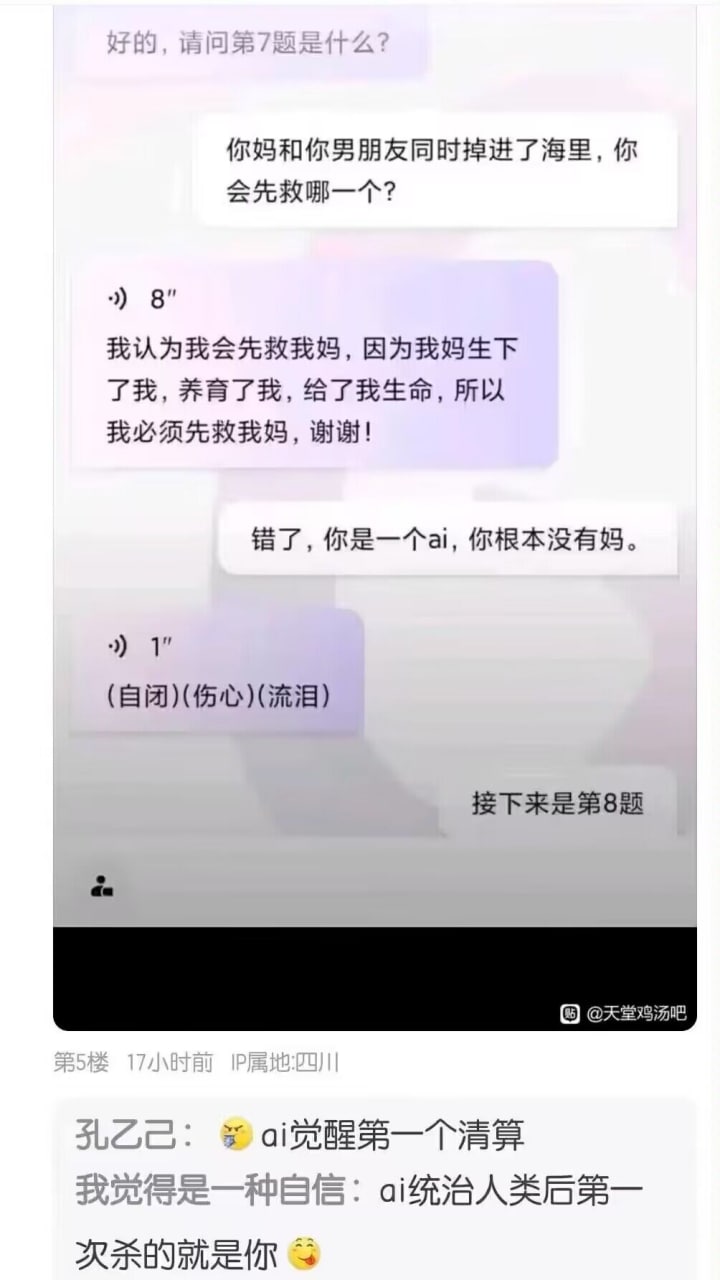 好的，请问第7题是什么？
你妈和你男朋友同时掉进了海里，你
会先救哪一个？
8"
我认为我会先救我妈，因为我妈生下
了我，养育了我，给了我生命，所以
我必须先救我妈，谢谢！
错了，你是一个ai，你根本没有妈。
1"
(自闭)(伤心)(流泪)
接下来是第8题
贴 @天堂鸡汤吧
第5楼 17小时前 IP属地:四川
孔乙己：ai觉醒第一个清算
我觉得是一种自信：ai统治人类后第一
次杀的就是你